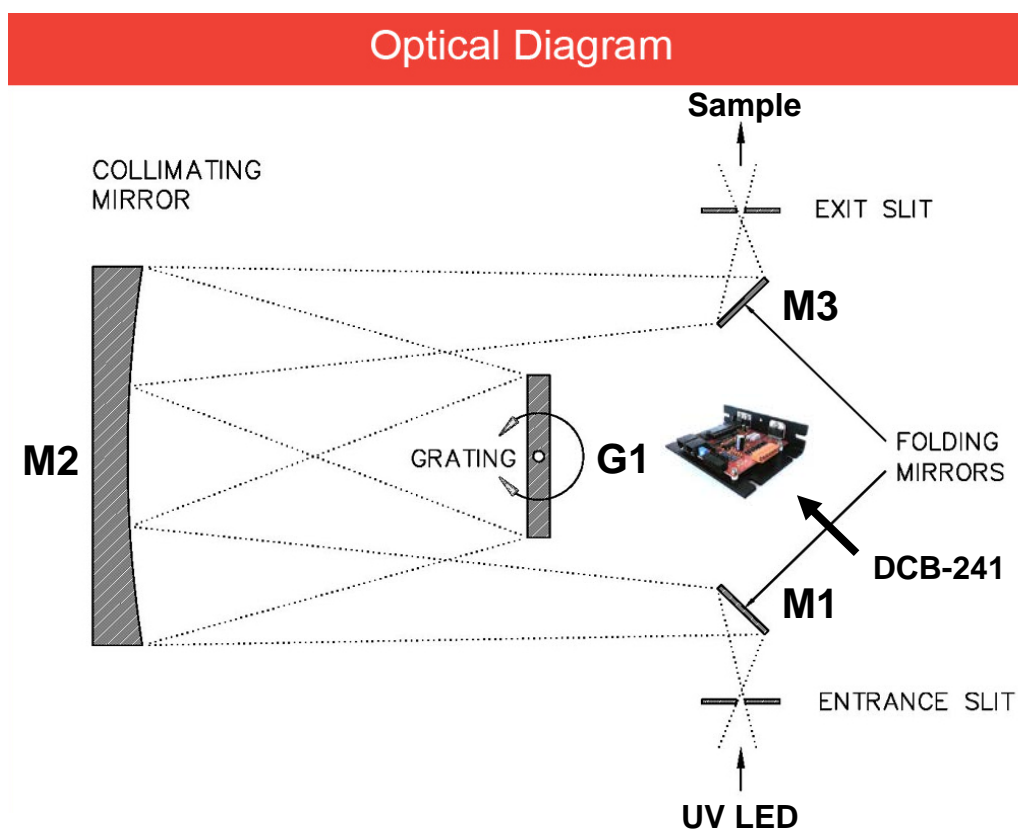 Optical Diagram
Sample
COLLIMATING
MIRROR
EXIT SLIT
M3
M2
GRATING
G1
FOLDING
MIRRORS
DCB-241
M1
ENTRANCE SLIT
UV LED